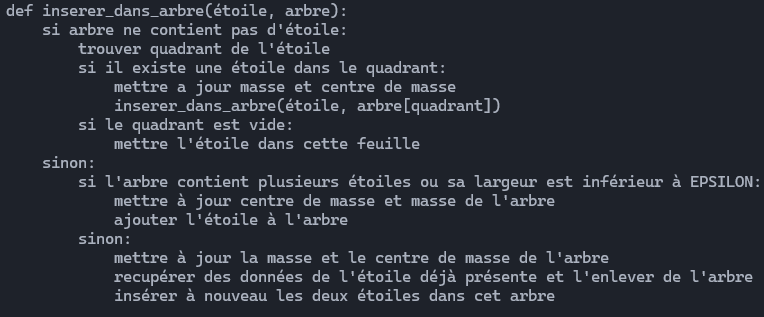 def inserer_dans_arbre(étoile, arbre):
    si arbre ne contient pas d'étoile:
        trouver quadrant de l'étoile
        si il existe une étoile dans le quadrant:
            mettre a jour masse et centre de masse
            inserer_dans_arbre(étoile, arbre[quadrant])
        si le quadrant est vide:
            mettre l'étoile dans cette feuille
    sinon:
        si l'arbre contient plusieurs étoiles ou sa largeur est inférieur à EPSILON:
            mettre à jour centre de masse et masse de l'arbre
            ajouter l'étoile à l'arbre
        sinon:
            mettre à jour la masse et le centre de masse de l'arbre
            recupérer des données de l'étoile déjà présente et l'enlever de l'arbre
            insérer à nouveau les deux étoiles dans cet arbre